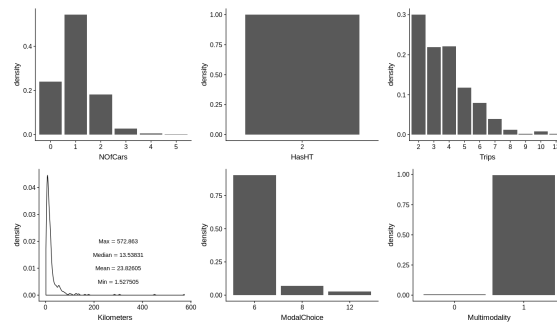 density
0.4
0.2
0.0
0 1 2 3 4 5
NOfCars
density
1.00
0.75
0.50
0.25
0.00
2
HasHT
density
0.3
0.2
0.1
0.0
2 3 4 5 6 7 8 9 10 11
Trips
density
0.04
0.03
0.02
0.01
0.00
Max = 572.863
Median = 13.53831
Mean = 23.82605
Min = 1.527505
0 200 400 600
Kilometers
density
1.00
0.75
0.50
0.25
0.00
6 8 12
ModalChoice
density
1.00
0.75
0.50
0.25
0.00
0 1
Multimodality